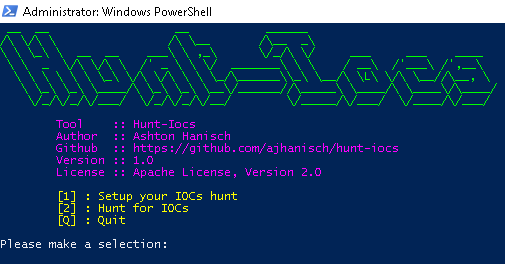 Administrator: Windows PowerShell
Hunt-Iocs
Tool :: Hunt-Iocs
Author :: Ashton Hanisch
Github :: https://github.com/ajhanisch/hunt-iocs
Version :: 1.0
License :: Apache License, Version 2.0
[1] : Setup your IOCs hunt
[2] : Hunt for IOCs
[Q] : Quit
Please make a selection: